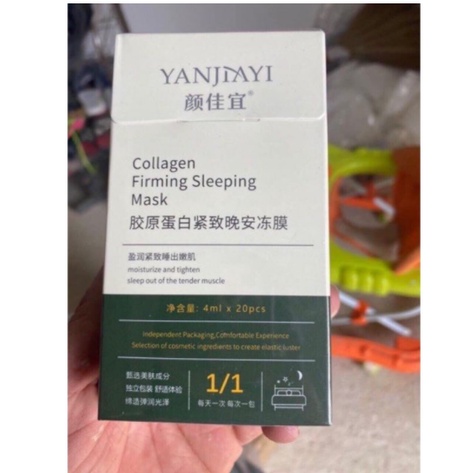 YANJIAYI
颜佳宜®
Collagen
Firming Sleeping
Mask
胶原蛋白紧致晚安冻膜
盈润紧致睡出嫩肌
moisturize and tighten
sleep out of the tender muscle
净含量: 4ml x 20pcs
Independent Packaging,Comfortable Experience
Selection of cosmetic ingredients to create elastic luster
甄选美肤成分
独立包装 舒适体验
缔造弹润光泽
1/1
每天一次 每次一包